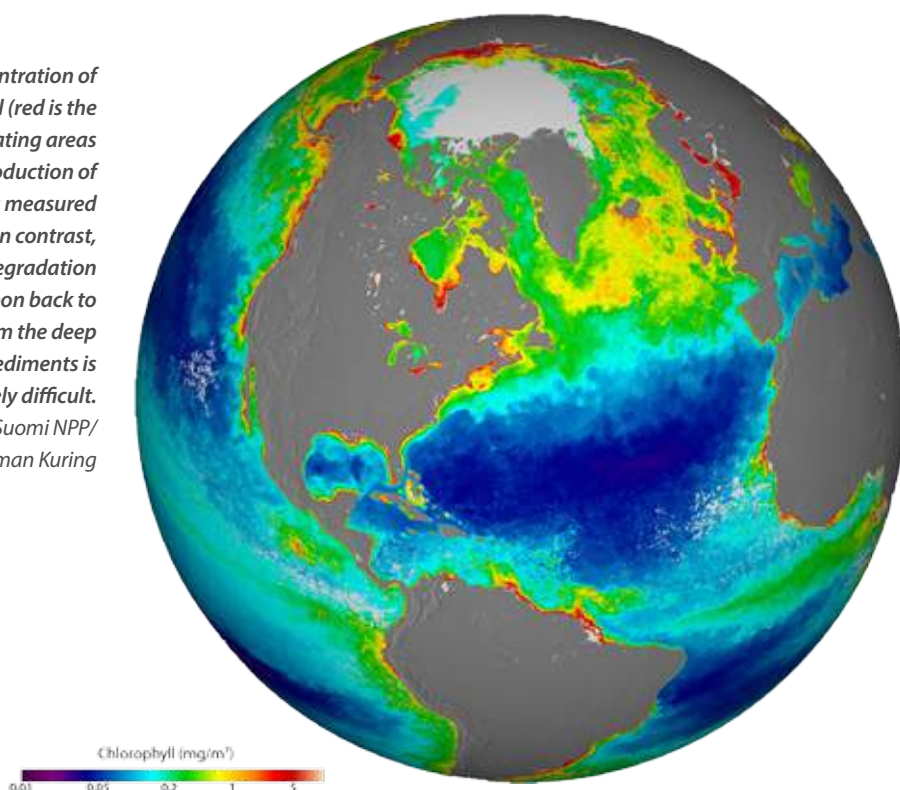 ntration of
l (red is the
ating areas
oduction of
measured
n contrast,
egradation
on back to
m the deep
ediments is
ly difficult.
Suomi NPP/
man Kuring
Chlorophyll (mg/m³)
0.01 0.05 0.2 1 5